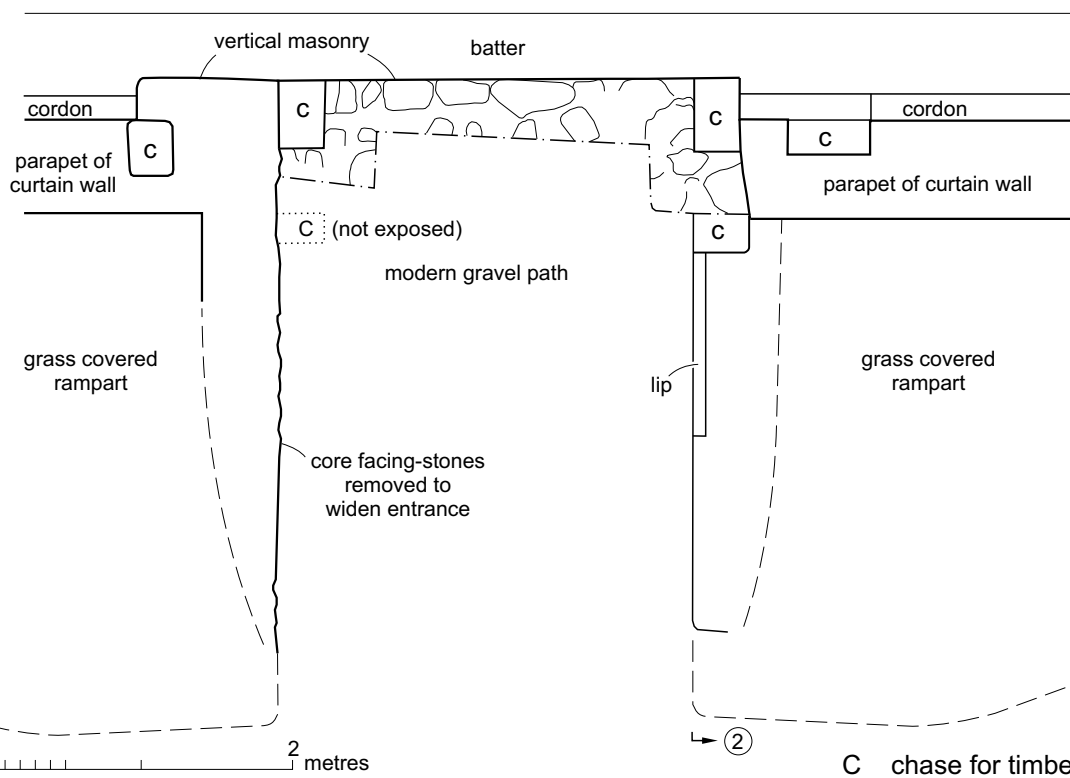 vertical masonry
batter
cordon
C
C
C
C
cordon
parapet of
curtain wall
parapet of curtain wall
C (not exposed)
C
modern gravel path
grass covered
rampart
lip
grass covered
rampart
core facing-stones
removed to
widen entrance
2
metres
2
C chase for timbe